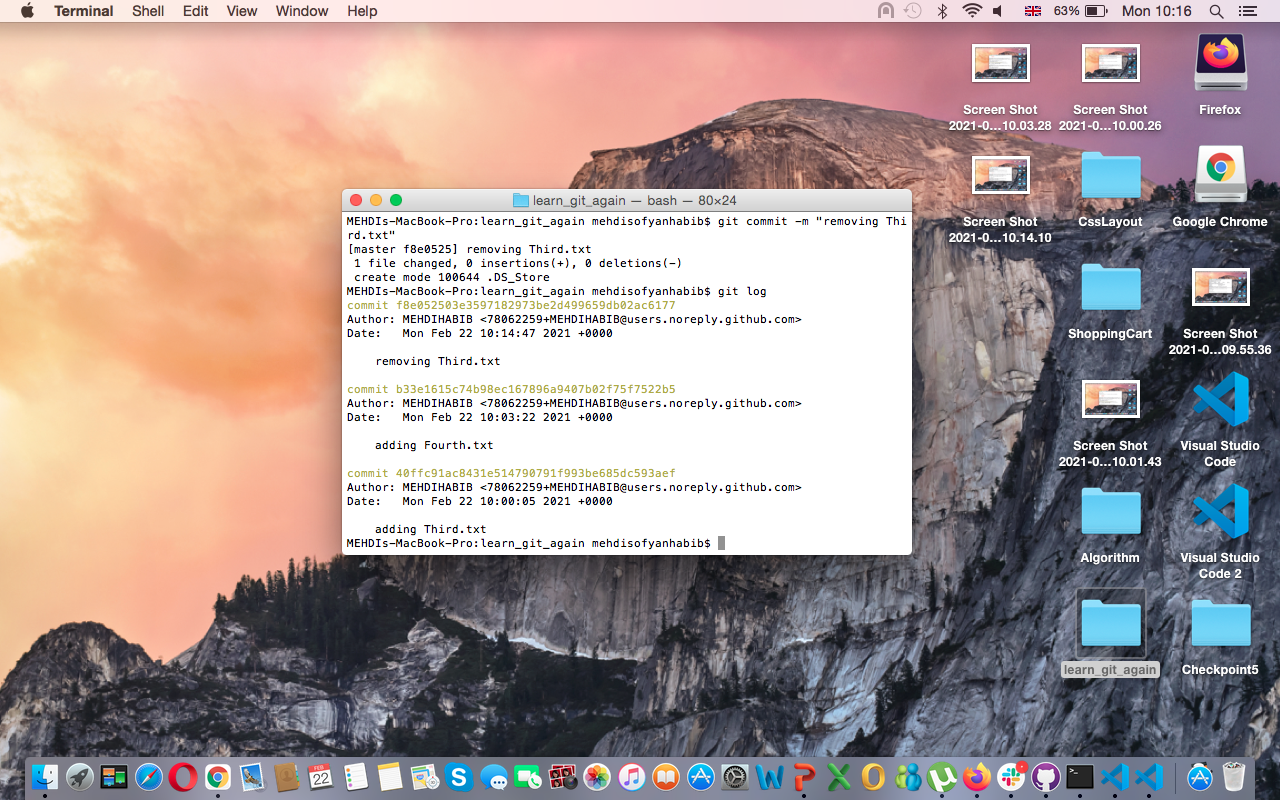 Terminal Shell Edit View Window Help 63% Mon 10:16
learn_git_again — bash — 80×24
MEHDIs-MacBook-Pro:learn_git_again mehdisofyanhabib$ git commit -m "removing Thi
rd.txt"
[master f8e0525] removing Third.txt
 1 file changed, 0 insertions(+), 0 deletions(-)
 create mode 100644 .DS_Store
MEHDIs-MacBook-Pro:learn_git_again mehdisofyanhabib$ git log
commit f8e052503e3597182973be2d499659db02ac6177
Author: MEHDIHABIB <78062259+MEHDIHABIB@users.noreply.github.com>
Date:   Mon Feb 22 10:14:47 2021 +0000
    removing Third.txt
commit b33e1615c74b98ec167896a9407b02f75f7522b5
Author: MEHDIHABIB <78062259+MEHDIHABIB@users.noreply.github.com>
Date:   Mon Feb 22 10:03:22 2021 +0000
    adding Fourth.txt
commit 40ffc91ac8431e514790791f993be685dc593aef
Author: MEHDIHABIB <78062259+MEHDIHABIB@users.noreply.github.com>
Date:   Mon Feb 22 10:00:05 2021 +0000
    adding Third.txt
MEHDIs-MacBook-Pro:learn_git_again mehdisofyanhabib$
Screen Shot
2021-0...10.03.28
Screen Shot
2021-0...10.00.26
Firefox
Screen Shot
2021-0...10.14.10
CssLayout
Google Chrome
ShoppingCart
Screen Shot
2021-0...09.55.36
Screen Shot
2021-0...10.01.43
Visual Studio
Code
Algorithm
Visual Studio
Code 2
learn_git_again
Checkpoint5
FEB
22